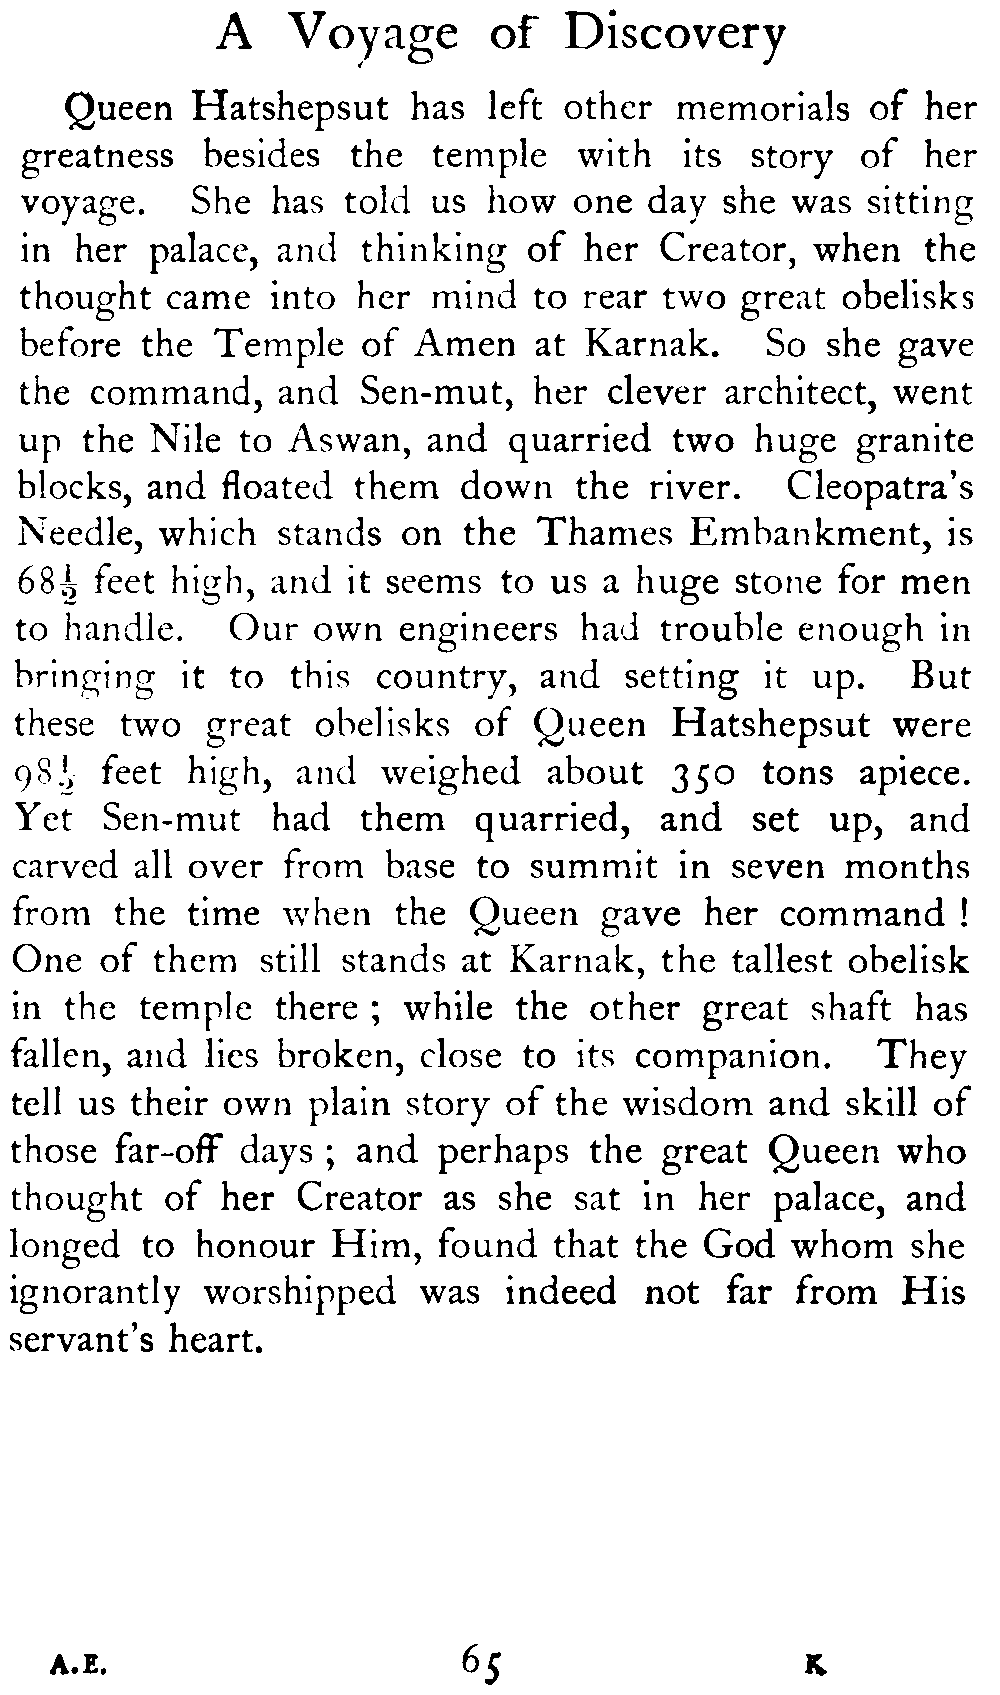 A Voyage of Discovery
Queen Hatshepsut has left other memorials of her
greatness besides the temple with its story of her
voyage. She has told us how one day she was sitting
in her palace, and thinking of her Creator, when the
thought came into her mind to rear two great obelisks
before the Temple of Amen at Karnak. So she gave
the command, and Sen-mut, her clever architect, went
up the Nile to Aswan, and quarried two huge granite
blocks, and floated them down the river. Cleopatra's
Needle, which stands on the Thames Embankment, is
68½ feet high, and it seems to us a huge stone for men
to handle. Our own engineers had trouble enough in
bringing it to this country, and setting it up. But
these two great obelisks of Queen Hatshepsut were
98½ feet high, and weighed about 350 tons apiece.
Yet Sen-mut had them quarried, and set up, and
carved all over from base to summit in seven months
from the time when the Queen gave her command !
One of them still stands at Karnak, the tallest obelisk
in the temple there ; while the other great shaft has
fallen, and lies broken, close to its companion. They
tell us their own plain story of the wisdom and skill of
those far-off days ; and perhaps the great Queen who
thought of her Creator as she sat in her palace, and
longed to honour Him, found that the God whom she
ignorantly worshipped was indeed not far from His
servant's heart.
A.E. 65 K